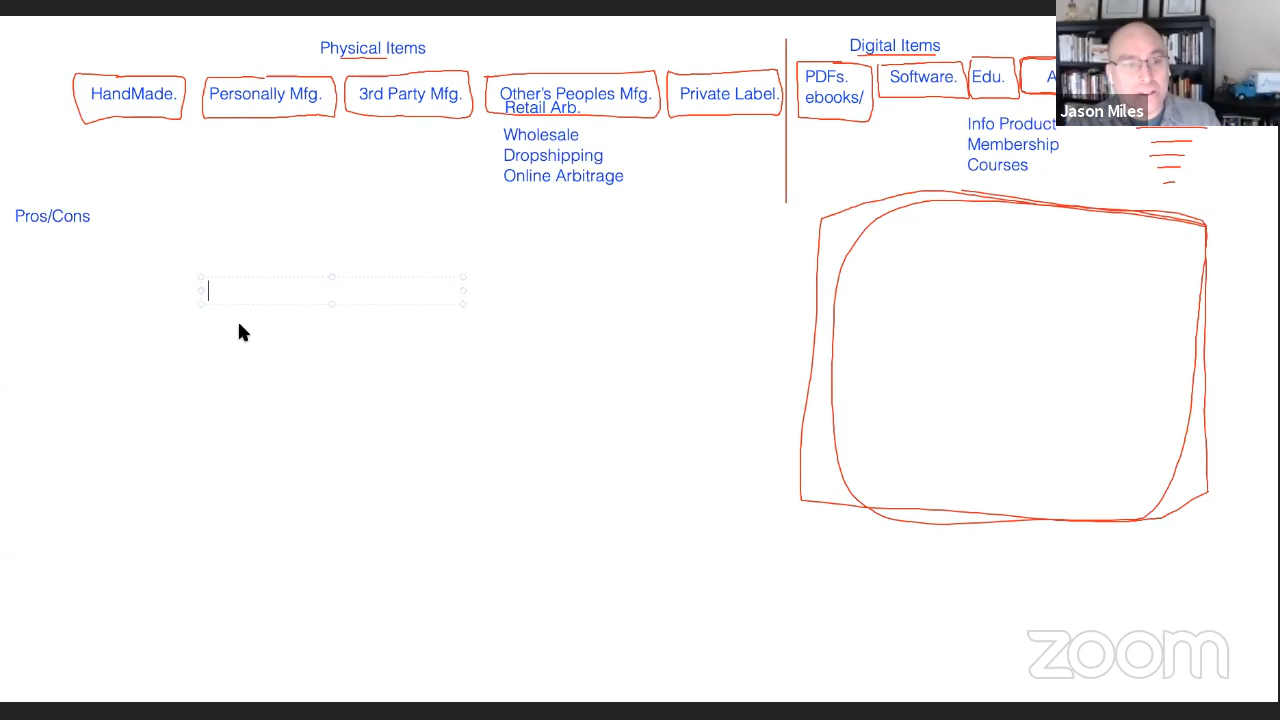 Physical Items
Digital Items
HandMade.
Personally Mfg.
3rd Party Mfg.
Other's Peoples Mfg.
Retail Arb.
Wholesale
Dropshipping
Online Arbitrage
Private Label.
PDFs.
ebooks/
Software.
Edu.
A
Info Product
Membership
Courses
Jason Miles
Pros/Cons
zoom